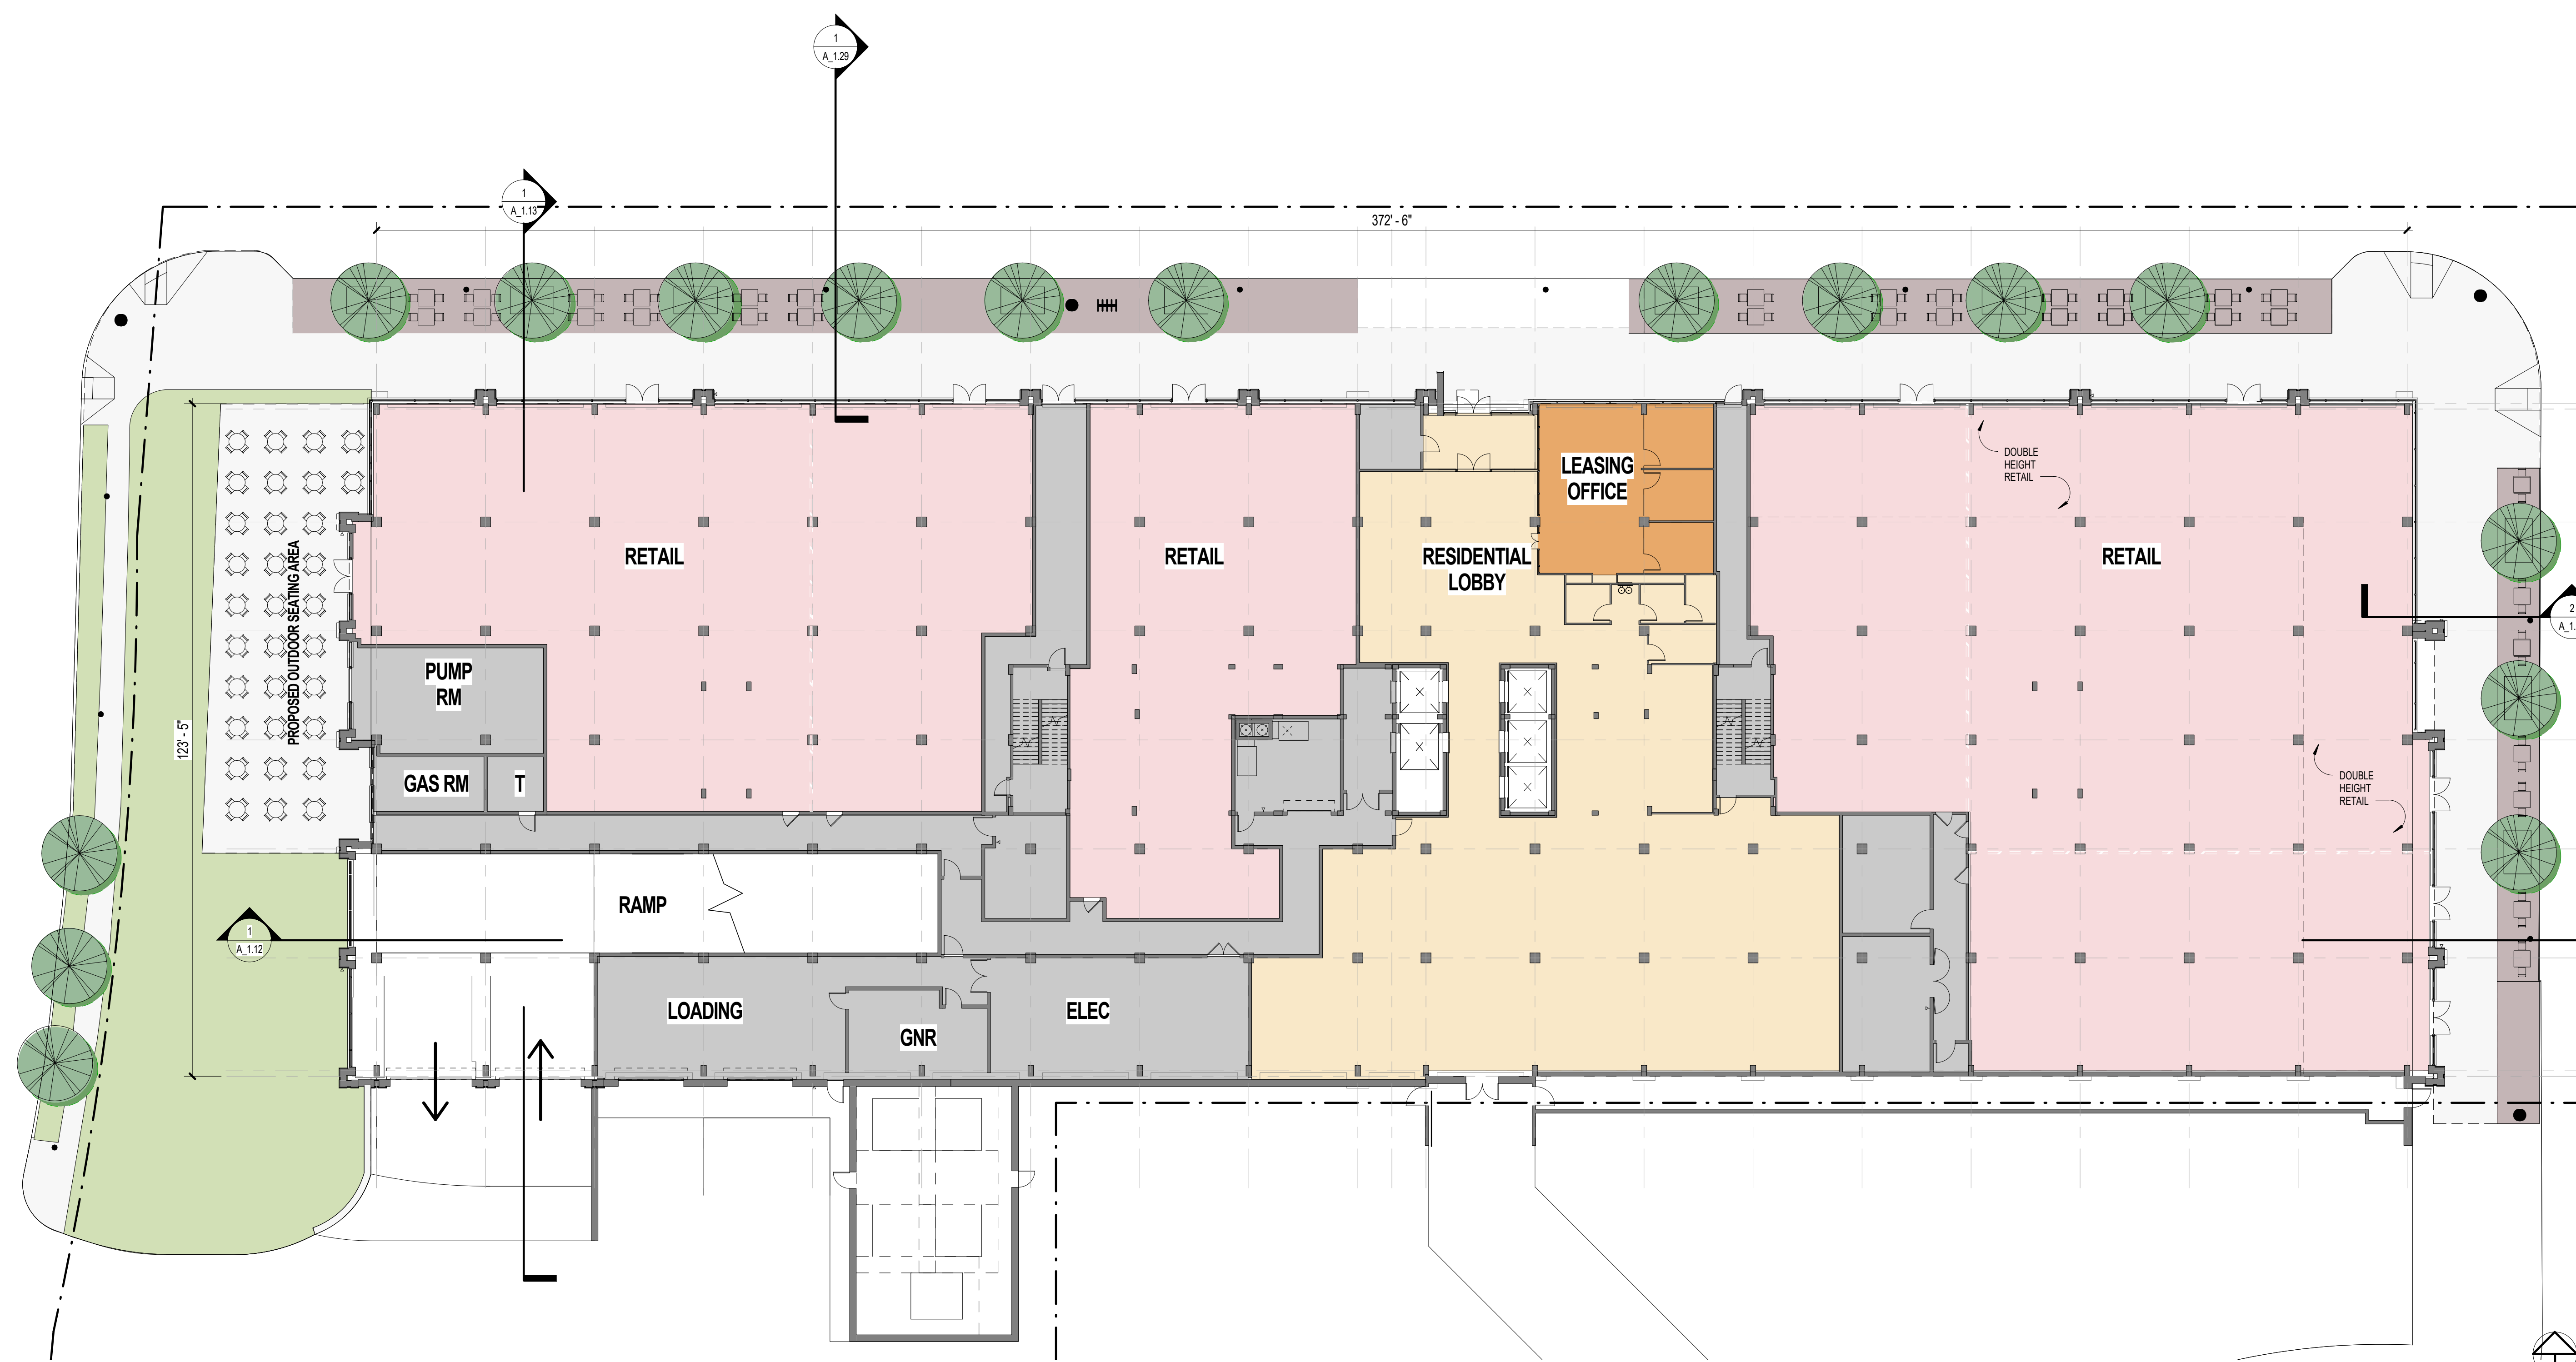 1
A_1.29
1
A_1.13
372' - 6"
LEASING
OFFICE
DOUBLE
HEIGHT
RETAIL
RETAIL
RETAIL
RESIDENTIAL
LOBBY
RETAIL
2
A_1.
PROPOSED OUTDOOR SEATING AREA
PUMP
RM
123' - 5"
GAS RM
T
DOUBLE
HEIGHT
RETAIL
RAMP
1
A_1.12
LOADING
GNR
ELEC